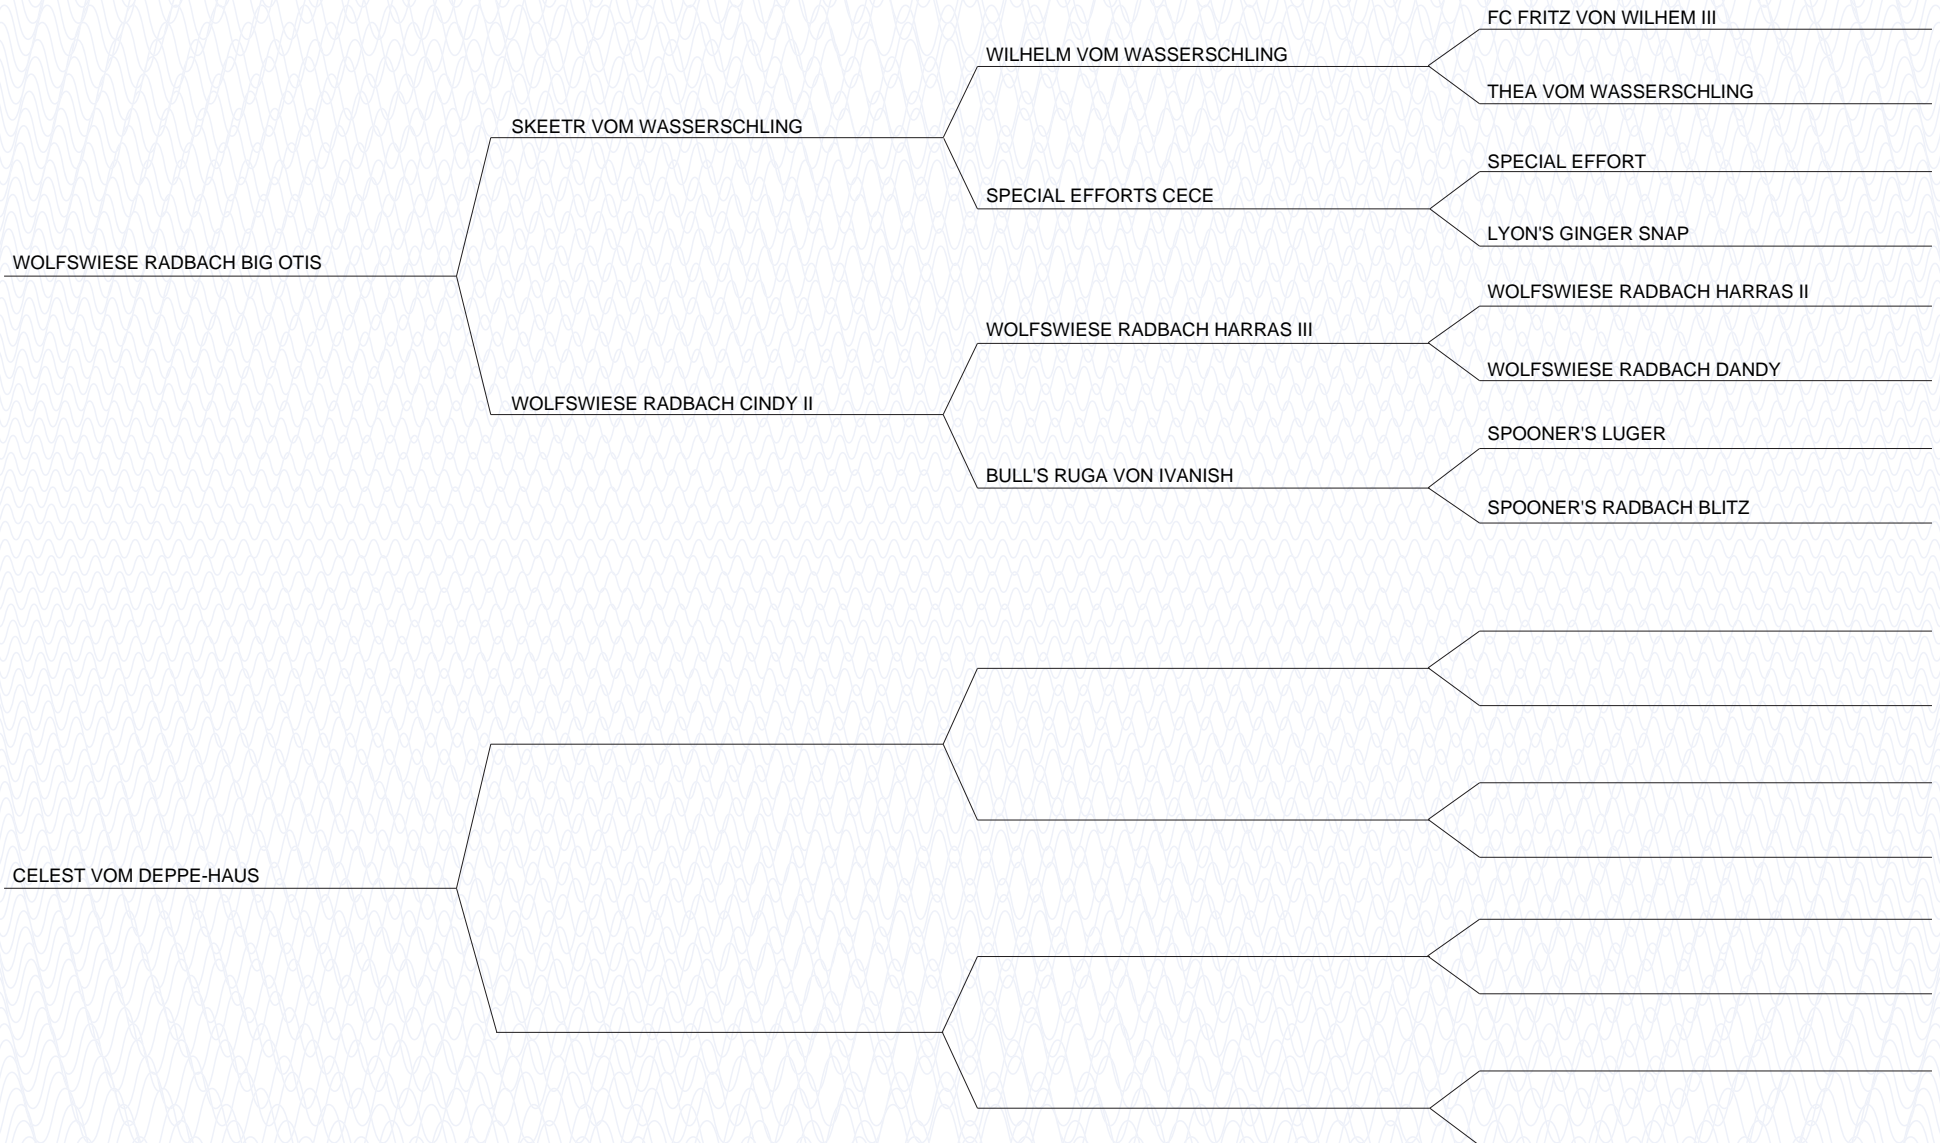 FC FRITZ VON WILHEM III
WILHELM VOM WASSERSCHLING
THEA VOM WASSERSCHLING
SKEETR VOM WASSERSCHLING
SPECIAL EFFORT
SPECIAL EFFORTS CECE
LYON'S GINGER SNAP
WOLFSWIESE RADBACH BIG OTIS
WOLFSWIESE RADBACH HARRAS II
WOLFSWIESE RADBACH HARRAS III
WOLFSWIESE RADBACH DANDY
WOLFSWIESE RADBACH CINDY II
SPOONER'S LUGER
BULL'S RUGA VON IVANISH
SPOONER'S RADBACH BLITZ
CELEST VOM DEPPE-HAUS